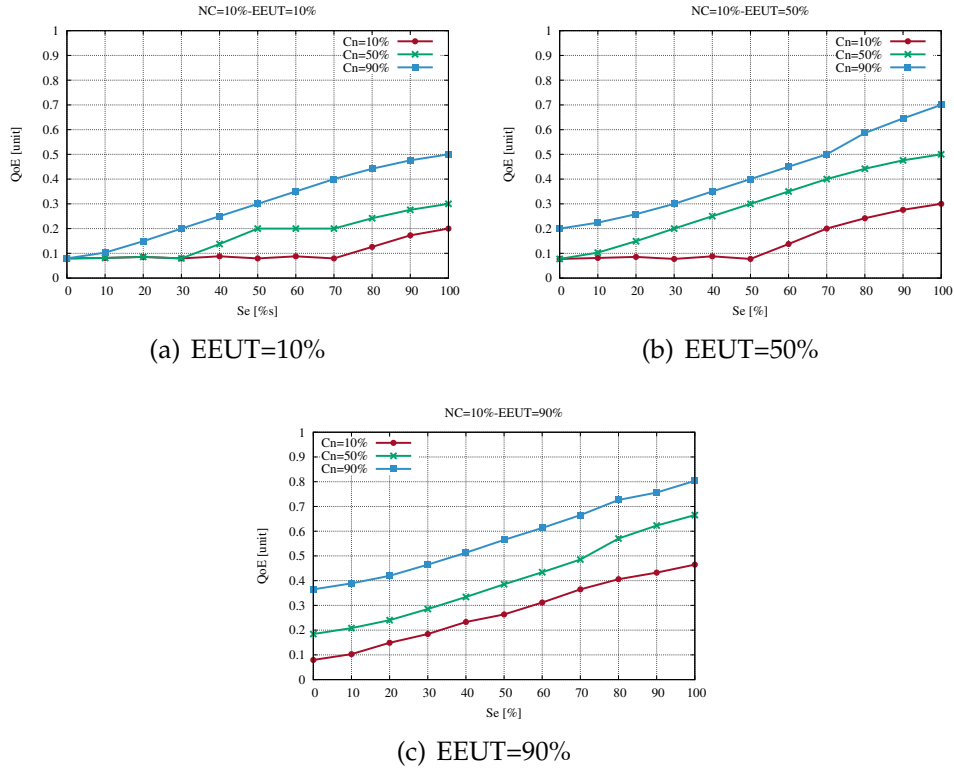 NC=10%-EEUT=10%
1
0.9
0.8
0.7
0.6
0.5
0.4
0.3
0.2
0.1
0
QoE [unit]
Cn=10%
Cn=50%
Cn=90%
0 10 20 30 40 50 60 70 80 90 100
Se [%s]
(a) EEUT=10%
NC=10%-EEUT=50%
1
0.9
0.8
0.7
0.6
0.5
0.4
0.3
0.2
0.1
0
QoE [unit]
Cn=10%
Cn=50%
Cn=90%
0 10 20 30 40 50 60 70 80 90 100
Se [%]
(b) EEUT=50%
NC=10%-EEUT=90%
1
0.9
0.8
0.7
0.6
0.5
0.4
0.3
0.2
0.1
0
QoE [unit]
Cn=10%
Cn=50%
Cn=90%
0 10 20 30 40 50 60 70 80 90 100
Se [%]
(c) EEUT=90%